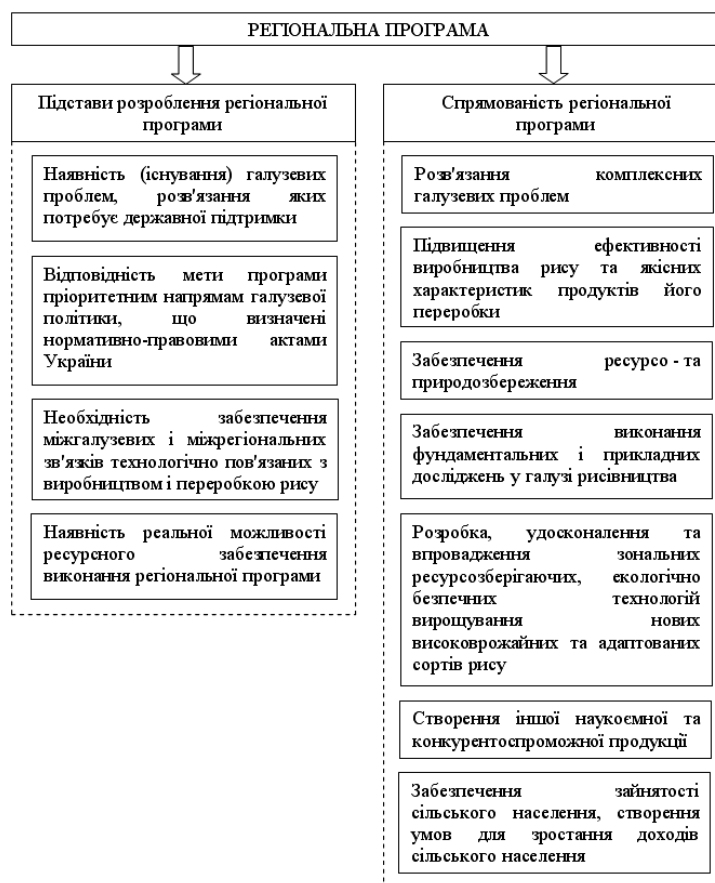 РЕГІОНАЛЬНА ПРОГРАМА
Підстави розроблення регіональної
програми
Наявність (існування) галузевих
проблем, розв'язання яких
потребує державної підтримки
Відповідність мети програми
пріоритетним напрямам галузевої
політики, що визначені
нормативно-правовими актами
України
Необхідність забезпечення
міжгалузевих і міжрегіональних
зв'язків технологічно пов'язаних з
виробництвом і переробкою рису
Наявність реальної можливості
ресурсного забезпечення
виконання регіональної програми
Спрямованість регіональної
програми
Розв'язання комплексних
галузевих проблем
Підвищення ефективності
виробництва рису та якісних
характеристик продуктів його
переробки
Забезпечення ресурсо - та
природозбереження
Забезпечення виконання
фундаментальних і прикладних
досліджень у галузі рисівництва
Розробка, удосконалення та
впровадження зональних
ресурсозберігаючих, екологічно
безпечних технологій
вирощування нових
високоврожайних та адаптованих
сортів рису
Створення іншої наукоємної та
конкурентоспроможної продукції
Забезпечення зайнятості
сільського населення, створення
умов для зростання доходів
сільського населення